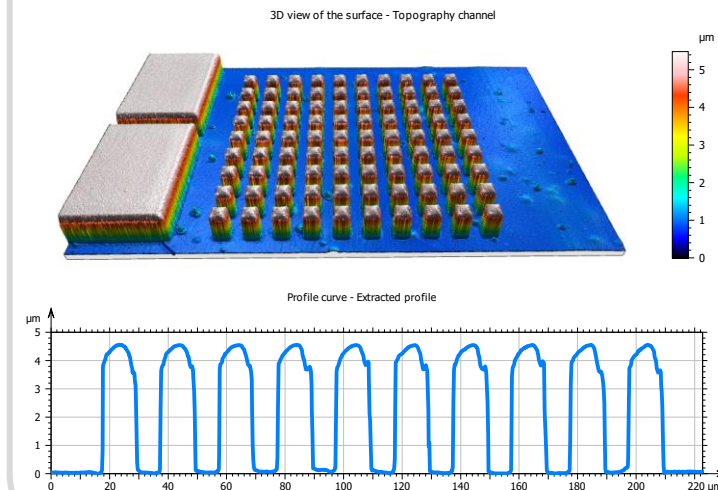 3D view of the surface - Topography channel
µm
5
4
3
2
1
0
Profile curve - Extracted profile
µm
5
4
3
2
1
0
0 20 40 60 80 100 120 140 160 180 200 220 µm